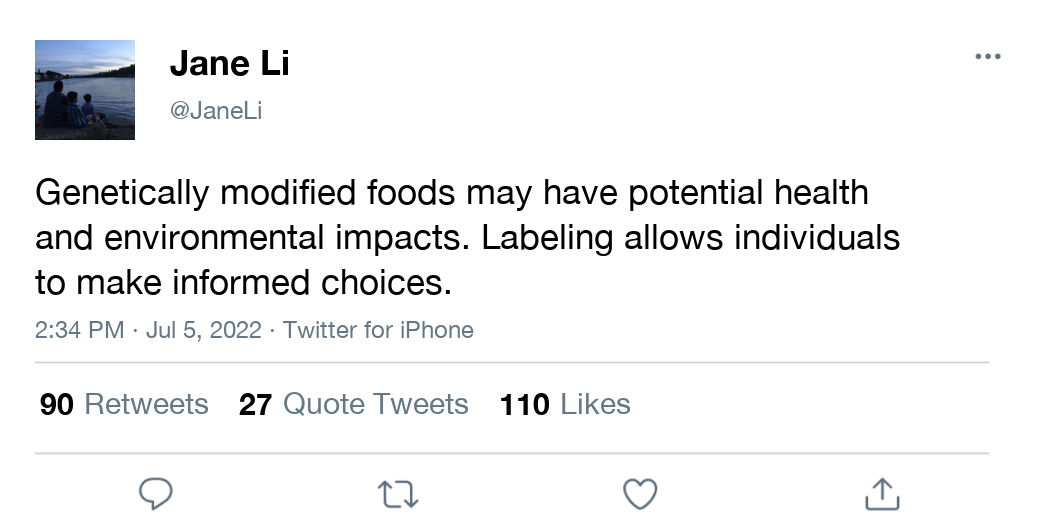 Jane Li
@JaneLi
Genetically modified foods may have potential health
and environmental impacts. Labeling allows individuals
to make informed choices.
2:34 PM · Jul 5, 2022 · Twitter for iPhone
90 Retweets 27 Quote Tweets 110 Likes